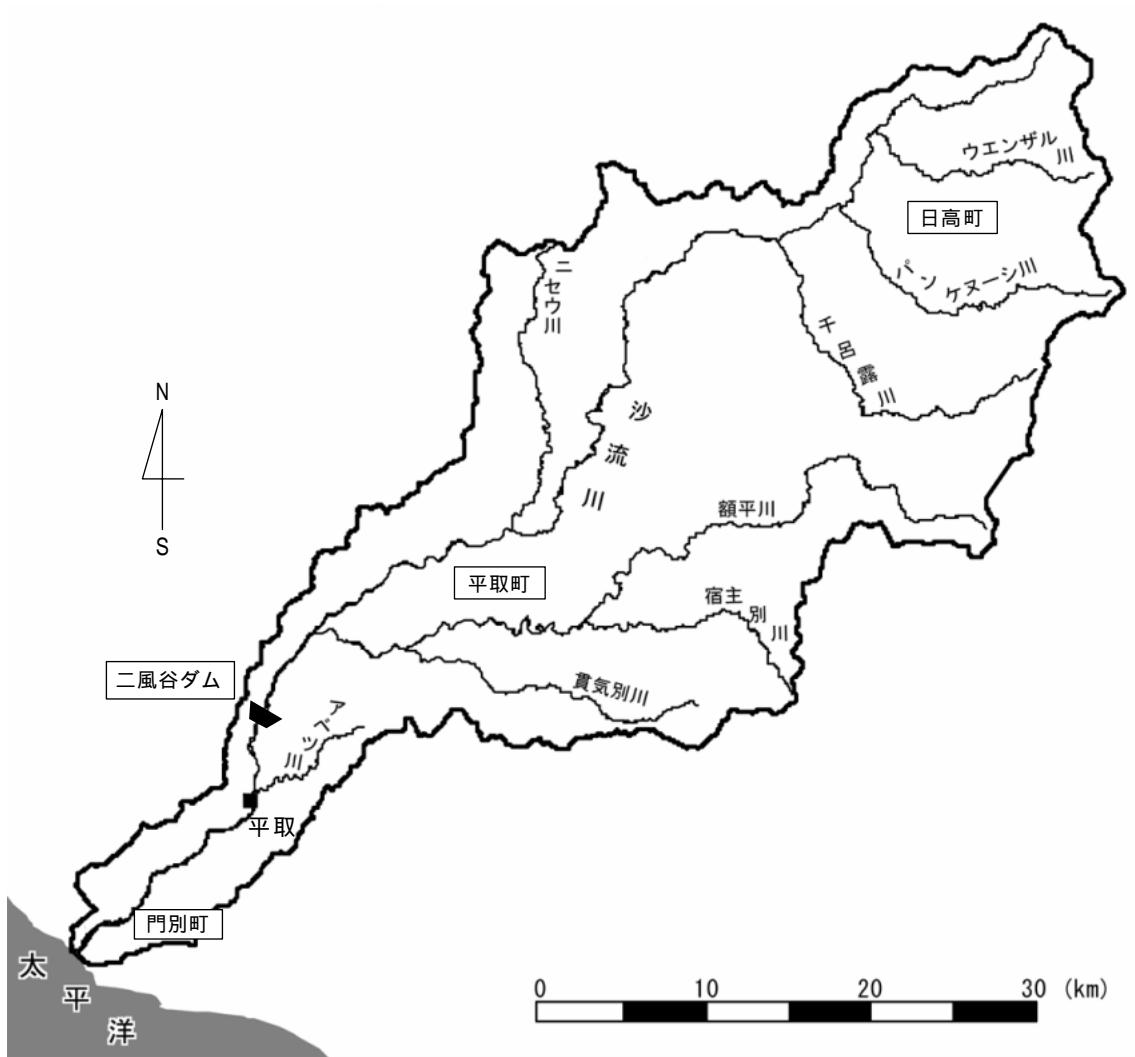 ウエンザル川
日高町
パンケヌーシ川
ニセウ川
千呂露川
N
S
沙流川
額平川
平取町
宿主別川
二風谷ダム
貫気別川
アベツ川
平取
門別町
太平洋
0 10 20 30 (km)